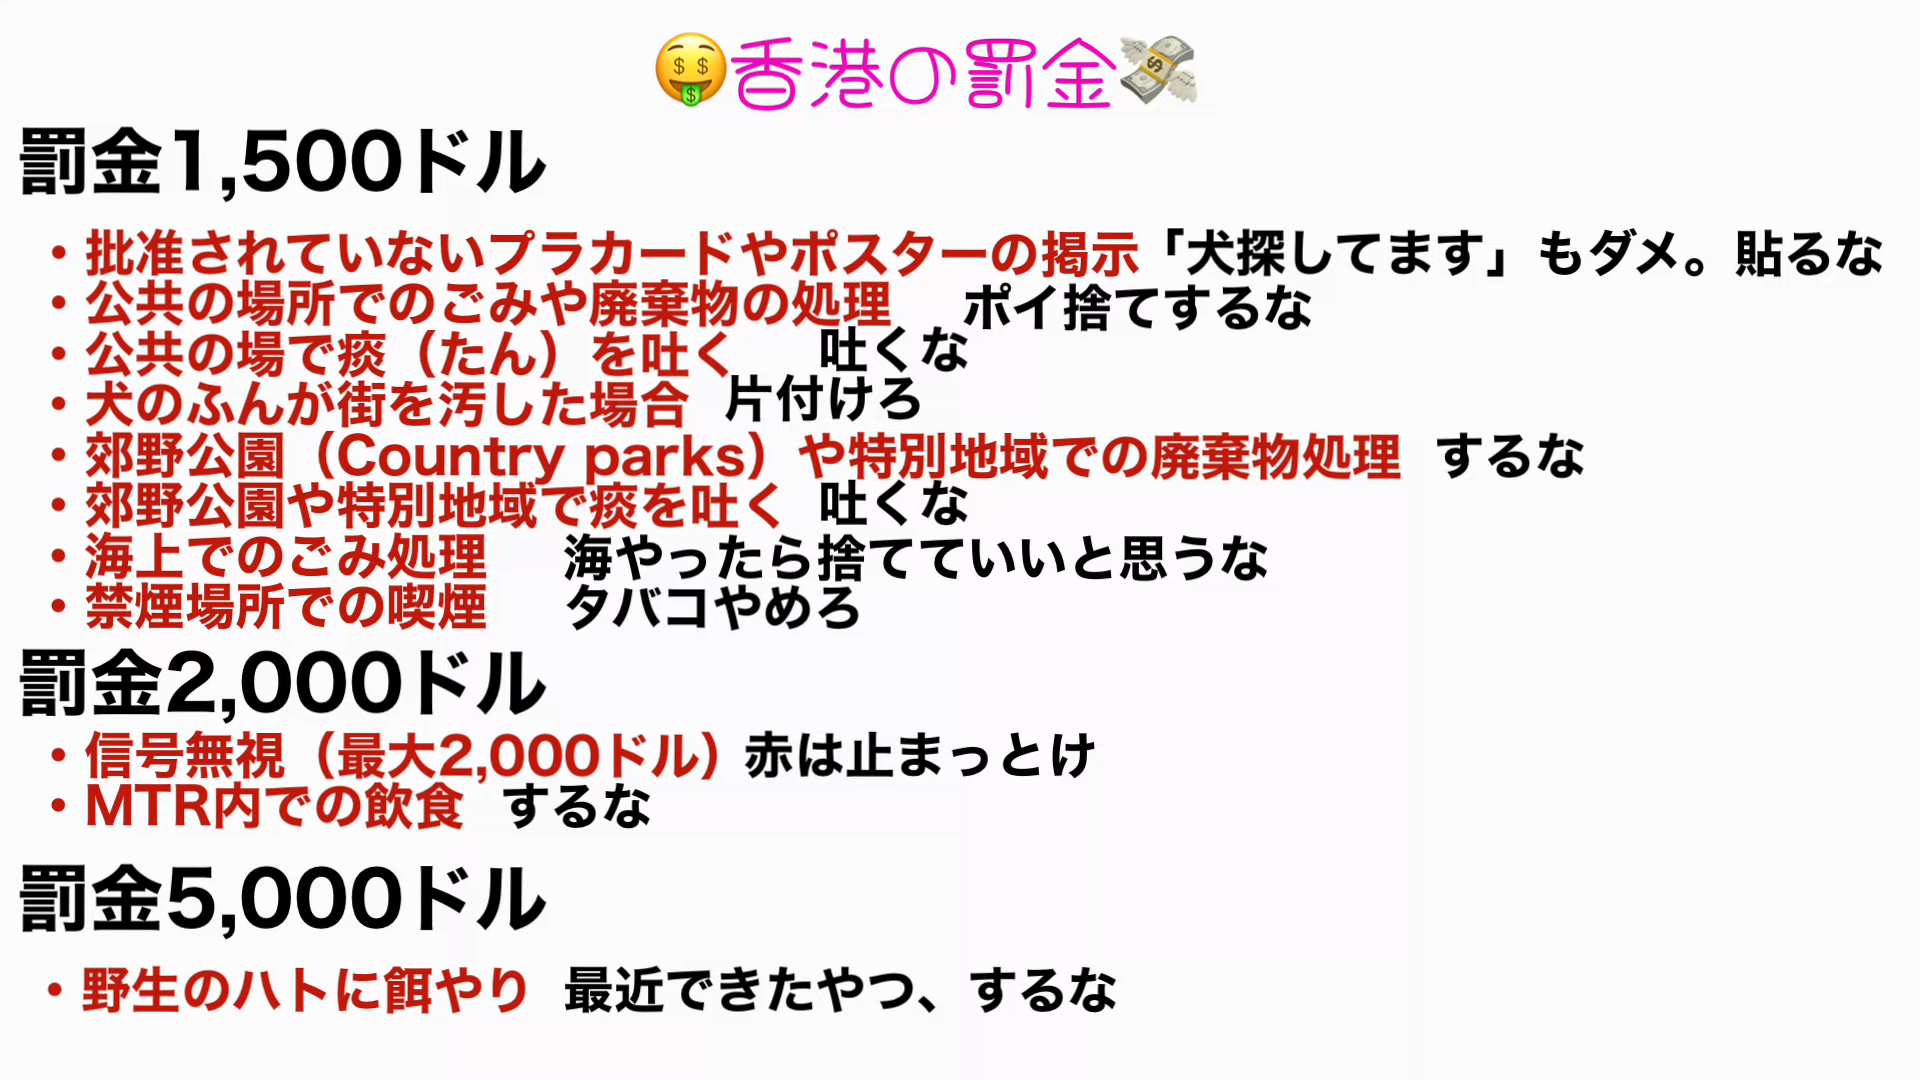 🤑香港の罰金💸
罰金1,500ドル
・批准されていないプラカードやポスターの掲示「犬探してます」もダメ。貼るな
・公共の場所でのごみや廃棄物の処理 ポイ捨てするな
・公共の場で痰（たん）を吐く 吐くな
・犬のふんが街を汚した場合 片付けろ
・郊野公園（Country parks）や特別地域での廃棄物処理 するな
・郊野公園や特別地域で痰を吐く 吐くな
・海上でのごみ処理 海やったら捨てていいと思うな
・禁煙場所での喫煙 タバコやめろ
罰金2,000ドル
・信号無視（最大2,000ドル）赤は止まっとけ
・MTR内での飲食 するな
罰金5,000ドル
・野生のハトに餌やり 最近できたやつ、するな